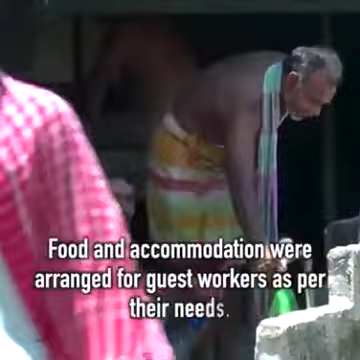 Food and accommodation were
arranged for guest workers as per
their needs.